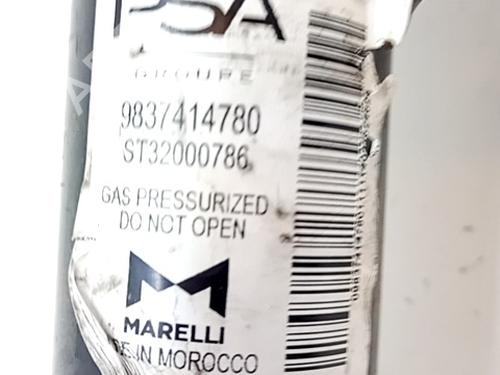 PSA
GROUPE
9837414780
ST32000786
GAS PRESSURIZED
DO NOT OPEN
MARELLI
DE IN MOROCCO